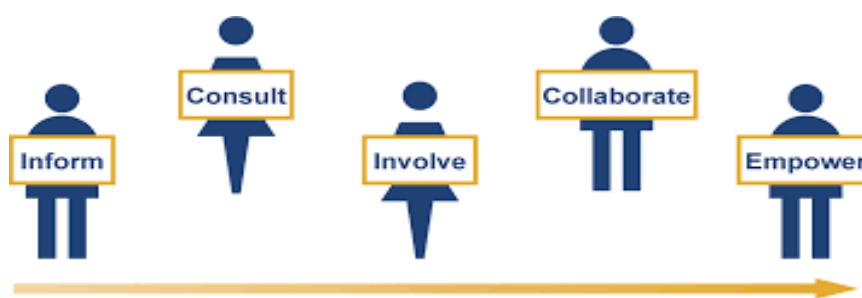 Inform
Consult
Involve
Collaborate
Empower